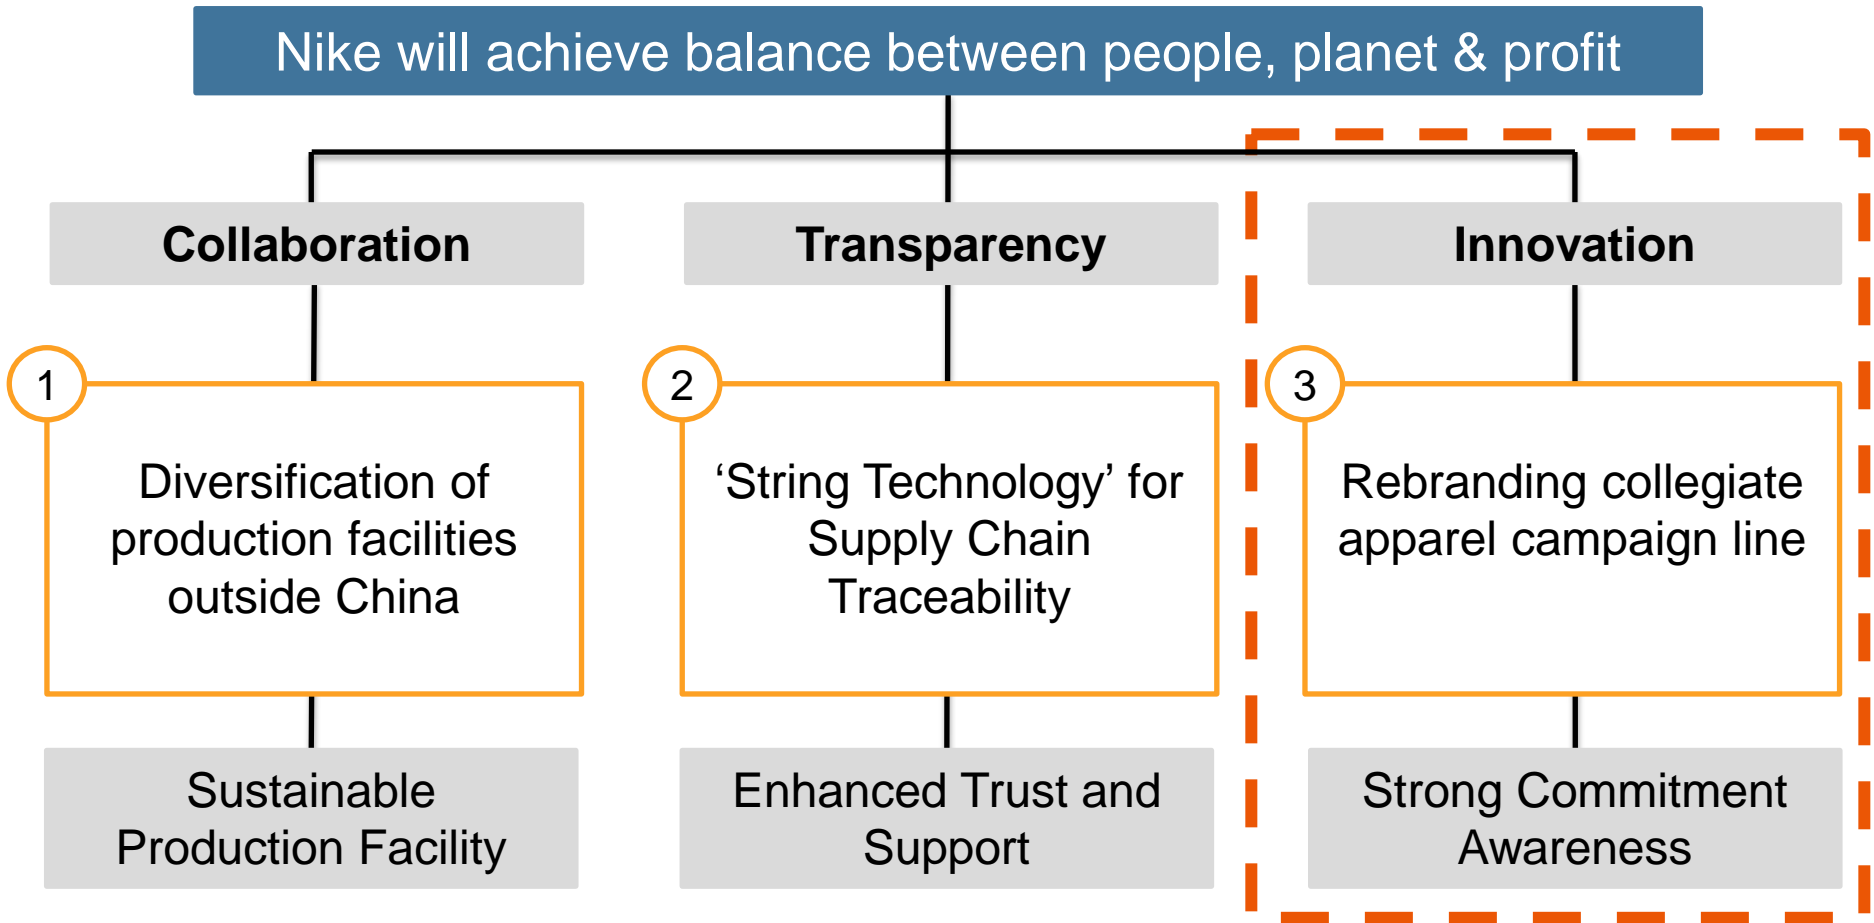 Nike will achieve balance between people, planet & profit
Collaboration
Transparency
Innovation
1
2
3
Diversification of
production facilities
outside China
‘String Technology’ for
Supply Chain
Traceability
Rebranding collegiate
apparel campaign line
Sustainable
Production Facility
Enhanced Trust and
Support
Strong Commitment
Awareness